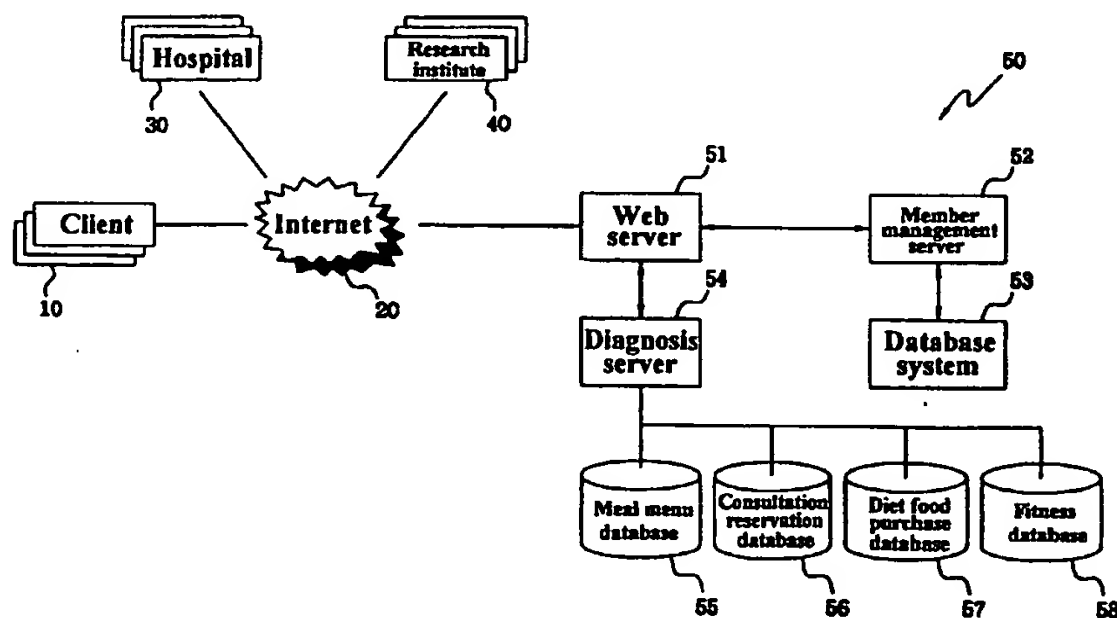 Hospital
30
Research
institute
40
50
Client
10
Internet
20
51
Web
server
52
Member
management
server
54
Diagnosis
server
53
Database
system
Meal menu
database
55
Consultation
reservation
database
56
Diet food
purchase
database
57
Fitness
database
58